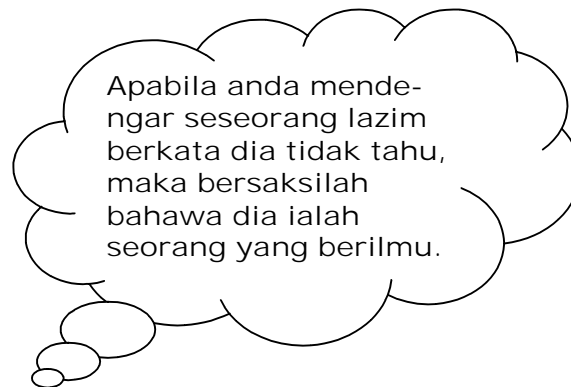 Apabila anda mende-
ngar seseorang lazim
berkata dia tidak tahu,
maka bersaksilah
bahawa dia ialah
seorang yang berilmu.